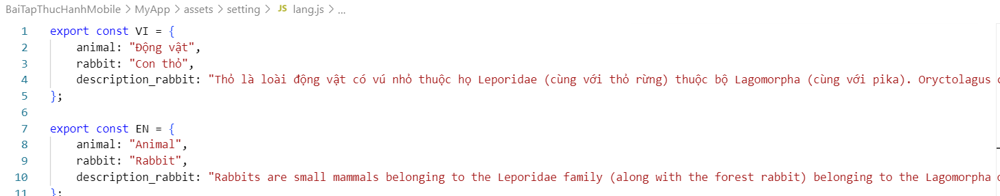 BaiTapThucHanhMobile > MyApp > assets > setting > JS lang.js > ...
1 export const VI = {
2 animal: "Động vật",
3 rabbit: "Con thỏ",
4 description_rabbit: "Thỏ là loài động vật có vú nhỏ thuộc họ Leporidae (cùng với thỏ rừng) thuộc bộ Lagomorpha (cùng với pika). Oryctolagus
5 };
6
7 export const EN = {
8 animal: "Animal",
9 rabbit: "Rabbit",
10 description_rabbit: "Rabbits are small mammals belonging to the Leporidae family (along with the forest rabbit) belonging to the Lagomorpha
11 };